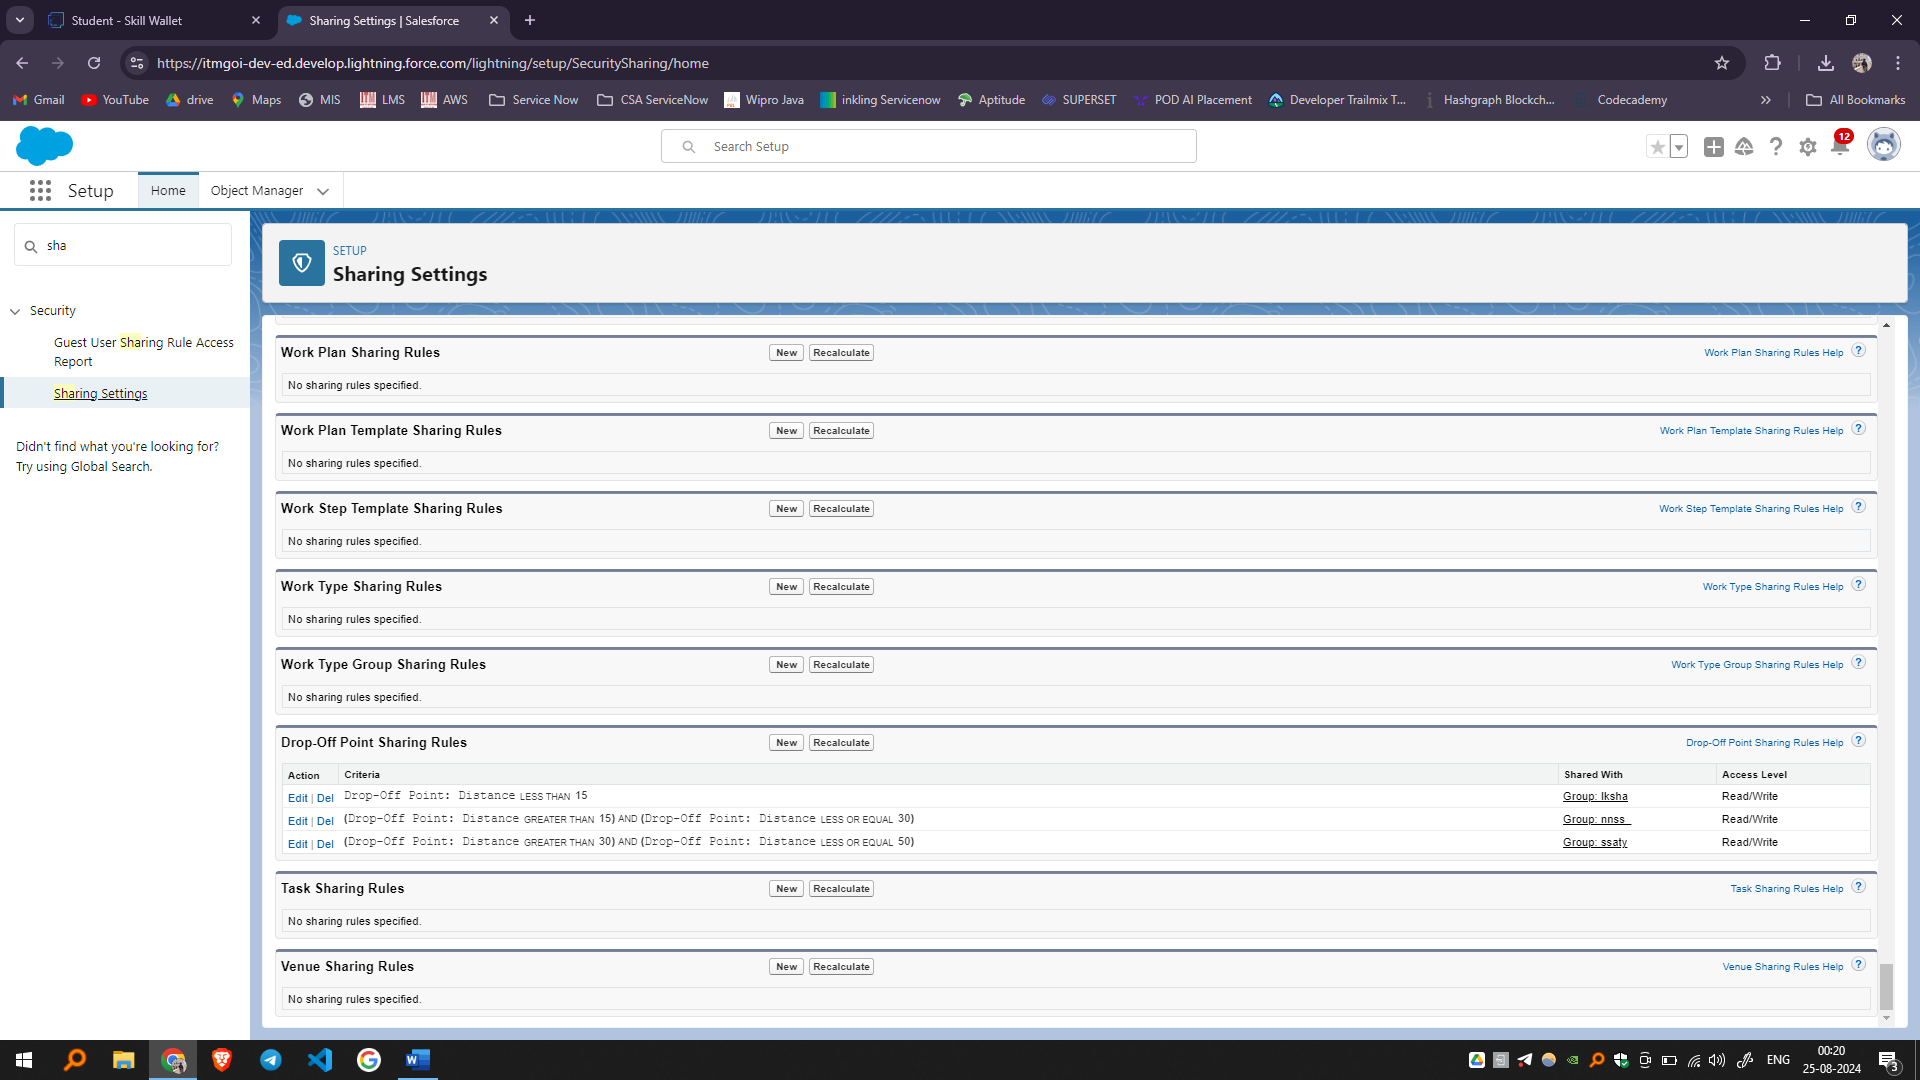 Student - Skill Wallet
Sharing Settings | Salesforce
https://itmgoi-dev-ed.develop.lightning.force.com/lightning/setup/SecuritySharing/home
Gmail
YouTube
drive
Maps
MIS
LMS
AWS
Service Now
CSA ServiceNow
Wipro Java
inkling Servicenow
Aptitude
SUPERSET
POD AI Placement
Developer Trailmix T...
Hashgraph Blockch...
Codecademy
All Bookmarks
Search Setup
12
Setup
Home
Object Manager
sha
Security
Guest User Sharing Rule Access
Report
Sharing Settings
Didn't find what you're looking for?
Try using Global Search.
SETUP
Sharing Settings
Work Plan Sharing Rules New Recalculate Work Plan Sharing Rules Help ?
No sharing rules specified.
Work Plan Template Sharing Rules New Recalculate Work Plan Template Sharing Rules Help ?
No sharing rules specified.
Work Step Template Sharing Rules New Recalculate Work Step Template Sharing Rules Help ?
No sharing rules specified.
Work Type Sharing Rules New Recalculate Work Type Sharing Rules Help ?
No sharing rules specified.
Work Type Group Sharing Rules New Recalculate Work Type Group Sharing Rules Help ?
No sharing rules specified.
Drop-Off Point Sharing Rules New Recalculate Drop-Off Point Sharing Rules Help ?
Action Criteria Shared With Access Level
Edit | Del Drop-Off Point: Distance LESS THAN 15 Group: Iksha Read/Write
Edit | Del (Drop-Off Point: Distance GREATER THAN 15) AND (Drop-Off Point: Distance LESS OR EQUAL 30) Group: nnss_ Read/Write
Edit | Del (Drop-Off Point: Distance GREATER THAN 30) AND (Drop-Off Point: Distance LESS OR EQUAL 50) Group: ssaty Read/Write
Task Sharing Rules New Recalculate Task Sharing Rules Help ?
No sharing rules specified.
Venue Sharing Rules New Recalculate Venue Sharing Rules Help ?
No sharing rules specified.
ENG
00:20
25-08-2024
3